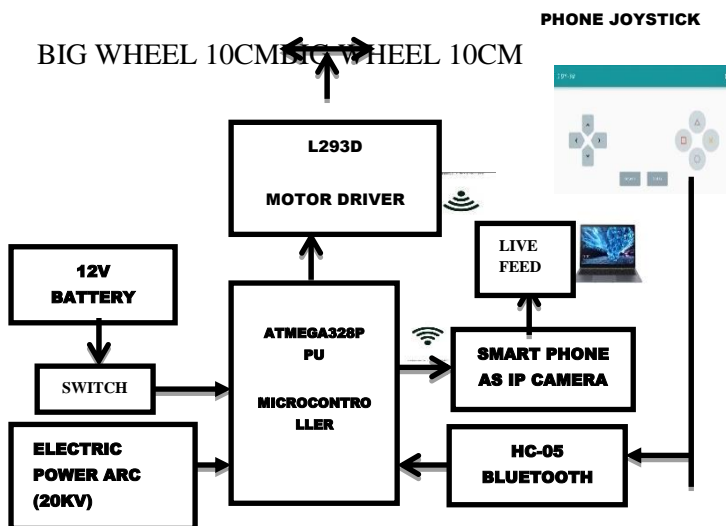 PHONE JOYSTICK
BIG WHEEL 10CM
BIG WHEEL 10CM
L293D
MOTOR DRIVER
LIVE
FEED
12V
BATTERY
ATMEGA328P
PU
MICROCONTRO
LLER
SMART PHONE
AS IP CAMERA
SWITCH
ELECTRIC
POWER ARC
(20KV)
HC-05
BLUETOOTH